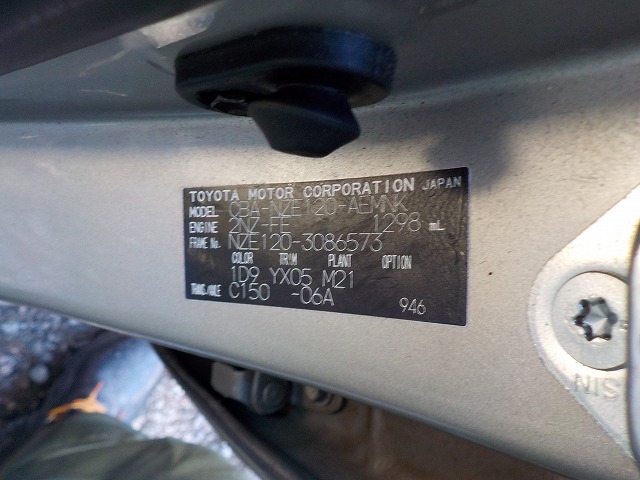 TOYOTA MOTOR CORPORATION JAPAN
MODEL CBA-NZE120-AEMNK
ENGINE 2NZ-FE 1298 mL
FRAME No. NZE120-3086573
COLOR TRIM PLANT OPTION
1D9 YX05 M21
TRANS/AXLE C150 -06A
946
NIS